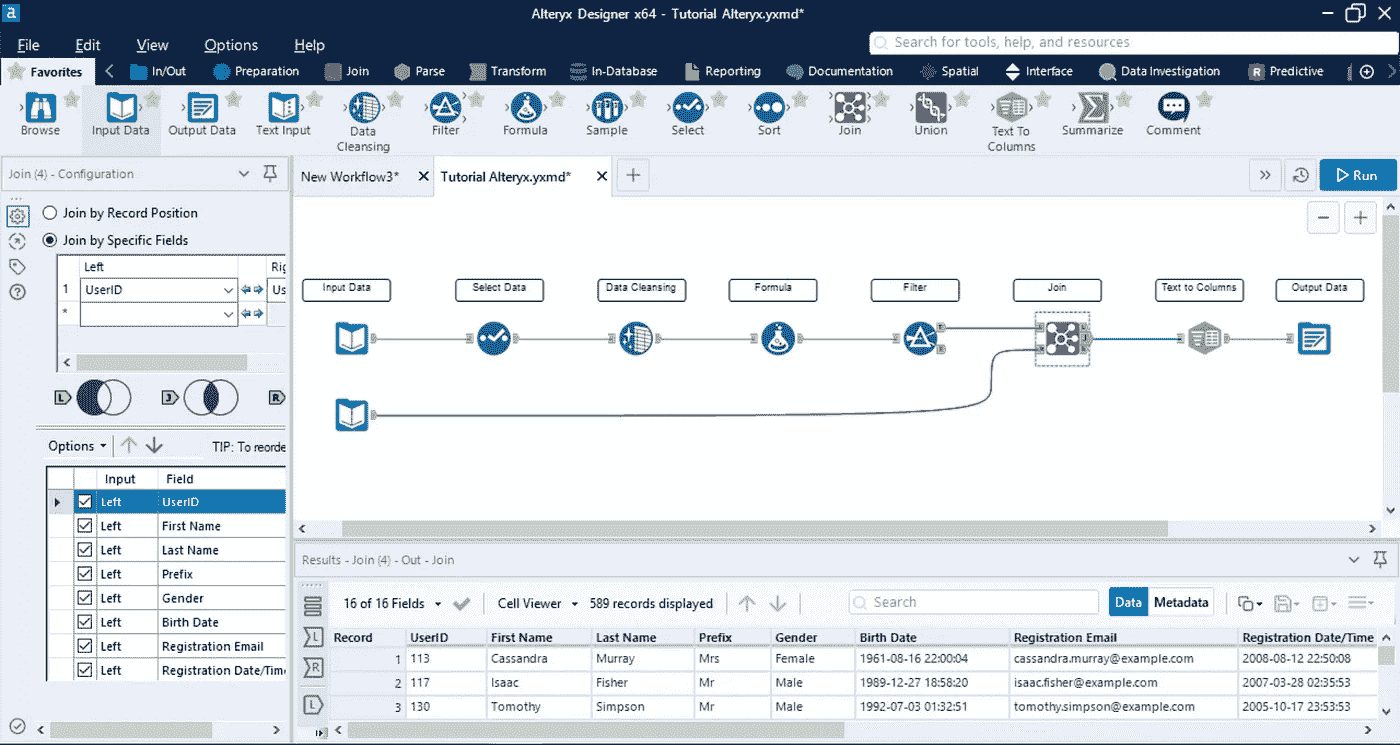 a Alteryx Designer x64 - Tutorial Alteryx.yxmd*
File Edit View Options Help Search for tools, help, and resources
Favorites In/Out Preparation Join Parse Transform In-Database Reporting Documentation Spatial Interface Data Investigation R Predictive
Browse Input Data Output Data Text Input Data Cleansing Filter Formula Sample Select Sort Join Union Text To Columns Summarize Comment
Join (4) - Configuration
New Workflow3* Tutorial Alteryx.yxmd* Run
Join by Record Position
Join by Specific Fields
Left Rig
1 UserID Us
*
L J R
Options TIP: To reorde
Input Field
Left UserID
Left First Name
Left Last Name
Left Prefix
Left Gender
Left Birth Date
Left Registration Email
Left Registration Date/Time
Input Data Select Data Data Cleansing Formula Filter Join Text to Columns Output Data
Results - Join (4) - Out - Join
16 of 16 Fields Cell Viewer 589 records displayed Search Data Metadata
Record UserID First Name Last Name Prefix Gender Birth Date Registration Email Registration Date/Time
1 113 Cassandra Murray Mrs Female 1961-08-16 22:00:04 cassandra.murray@example.com 2008-08-12 22:50:08
2 117 Isaac Fisher Mr Male 1989-12-27 18:58:20 isaac.fisher@example.com 2007-03-28 02:35:53
3 130 Tomothy Simpson Mr Male 1992-07-03 01:32:51 tomothy.simpson@example.com 2005-10-17 23:53:53